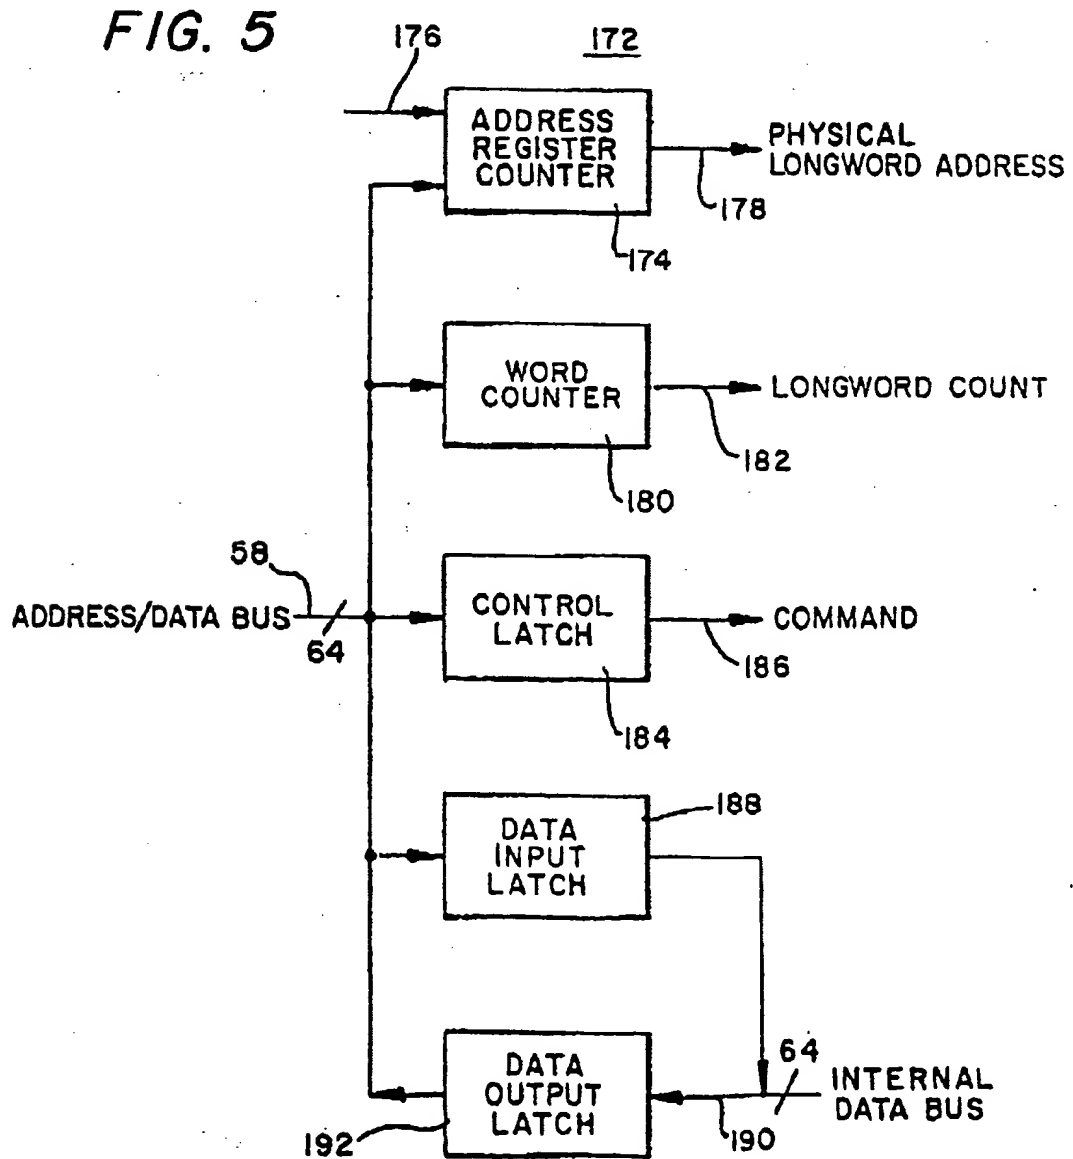 FIG. 5
172
176
ADDRESS
REGISTER
COUNTER
PHYSICAL
LONGWORD ADDRESS
178
174
WORD
COUNTER
LONGWORD COUNT
182
180
58
ADDRESS/DATA BUS
64
CONTROL
LATCH
COMMAND
186
184
188
DATA
INPUT
LATCH
DATA
OUTPUT
LATCH
64
INTERNAL
DATA BUS
190
192